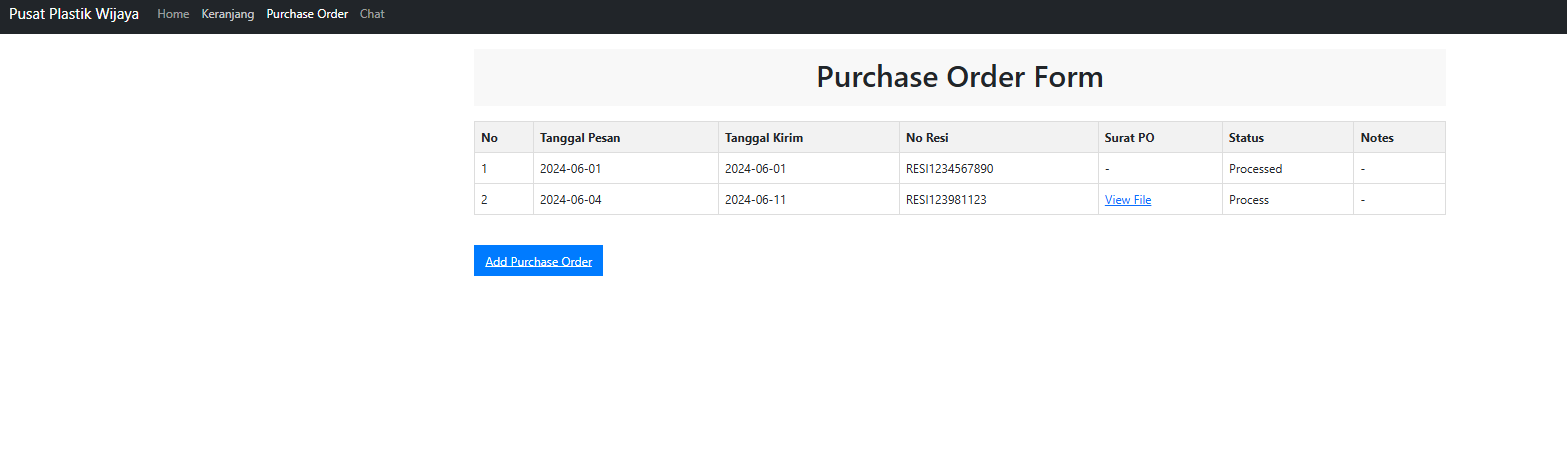 Pusat Plastik Wijaya Home Keranjang Purchase Order Chat
Purchase Order Form
No Tanggal Pesan Tanggal Kirim No Resi Surat PO Status Notes
1 2024-06-01 2024-06-01 RESI1234567890 - Processed -
2 2024-06-04 2024-06-11 RESI123981123 View File Process -
Add Purchase Order